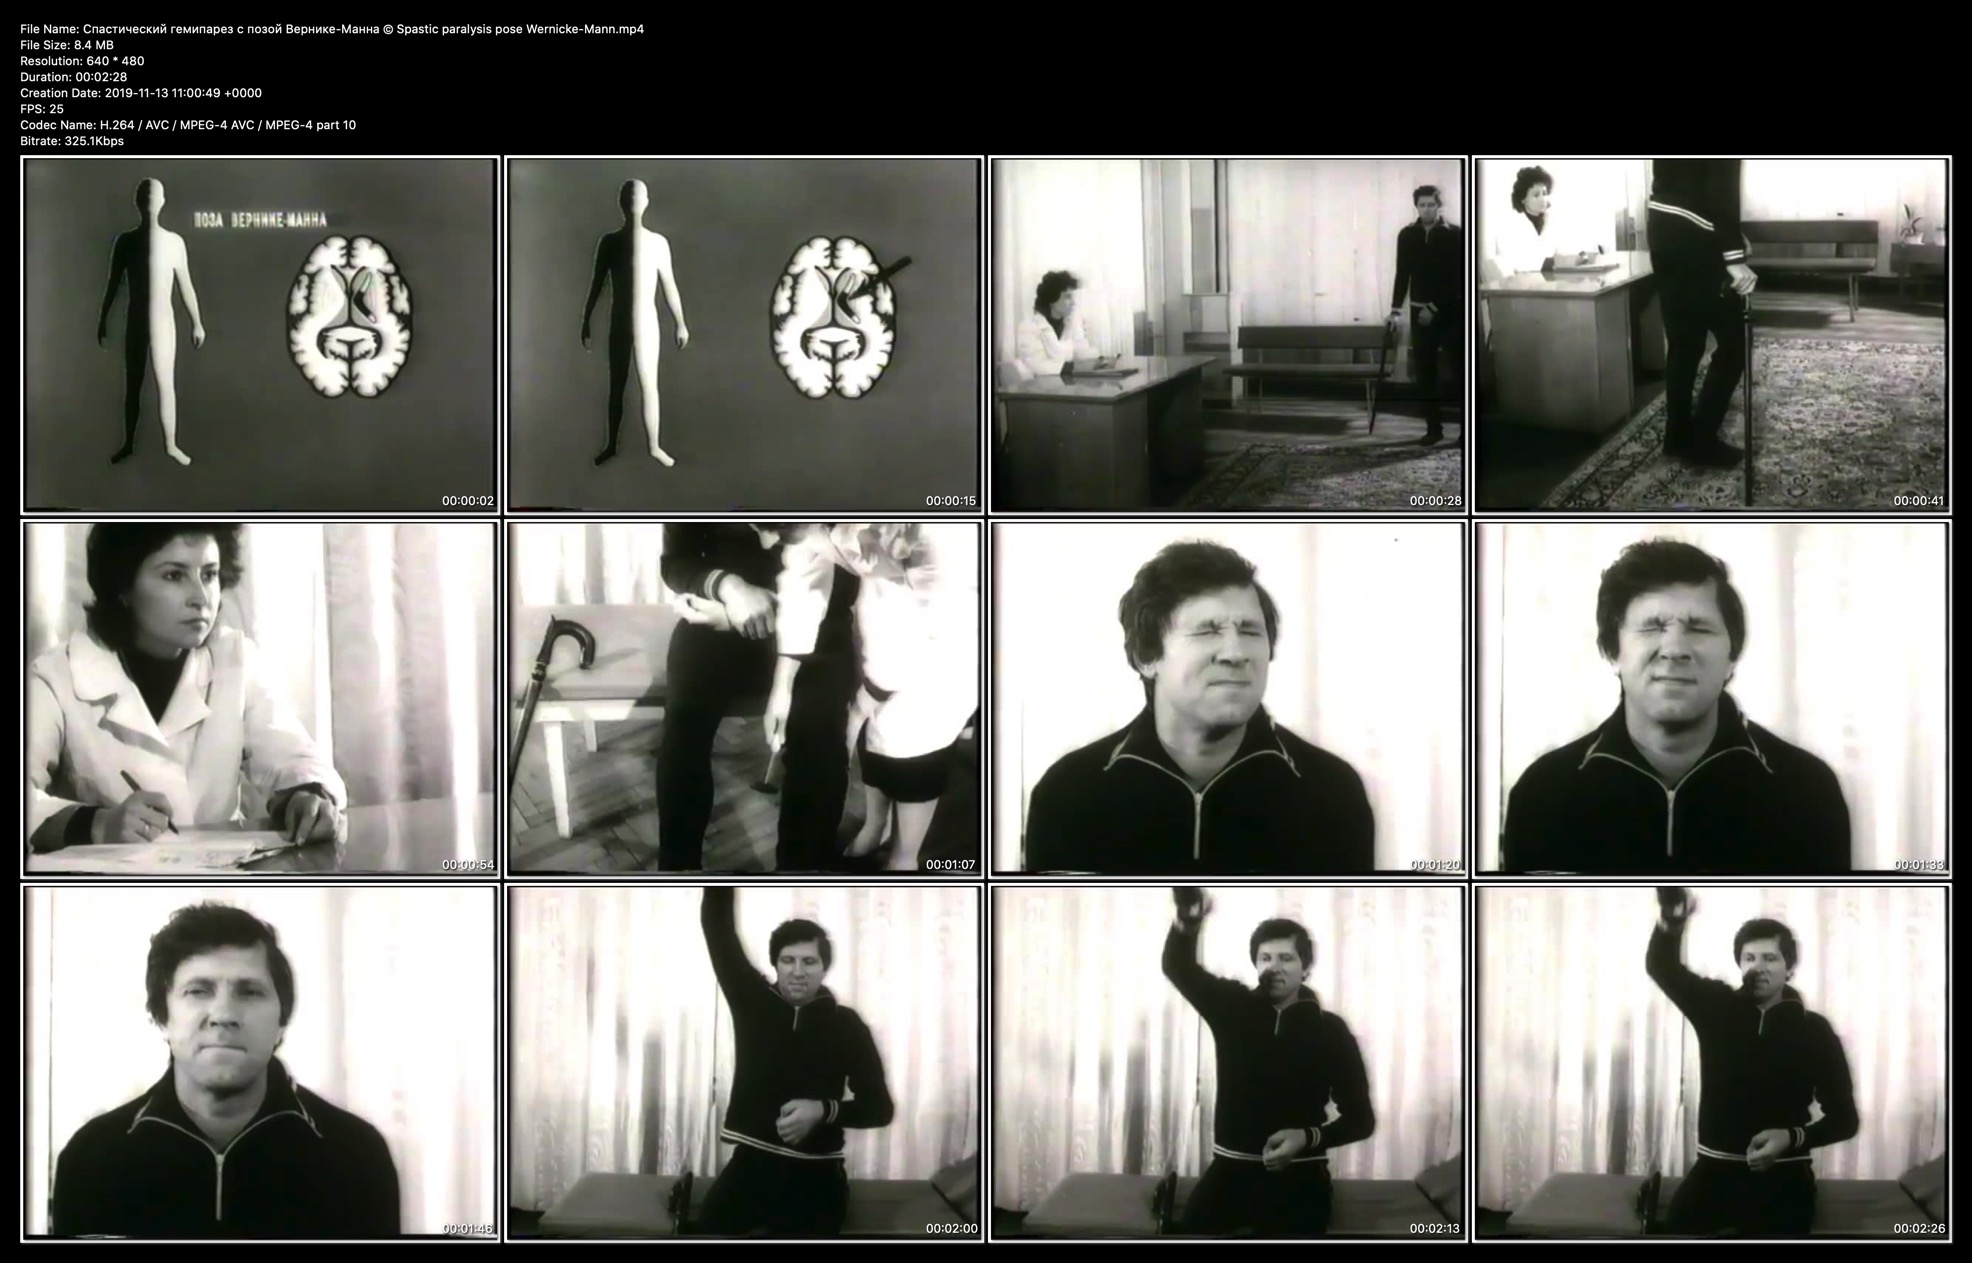 File Name: Спастический гемипарез с позой Вернике-Манна © Spastic paralysis pose Wernicke-Mann.mp4
File Size: 8.4 MB
Resolution: 640 * 480
Duration: 00:02:28
Creation Date: 2019-11-13 11:00:49 +0000
FPS: 25
Codec Name: H.264 / AVC / MPEG-4 AVC / MPEG-4 part 10
Bitrate: 325.1Kbps
ПОЗА ВЕРНИКЕ-МАННА
00:00:02
00:00:15
00:00:28
00:00:41
00:00:54
00:01:07
00:01:20
00:01:33
00:01:46
00:02:00
00:02:13
00:02:26